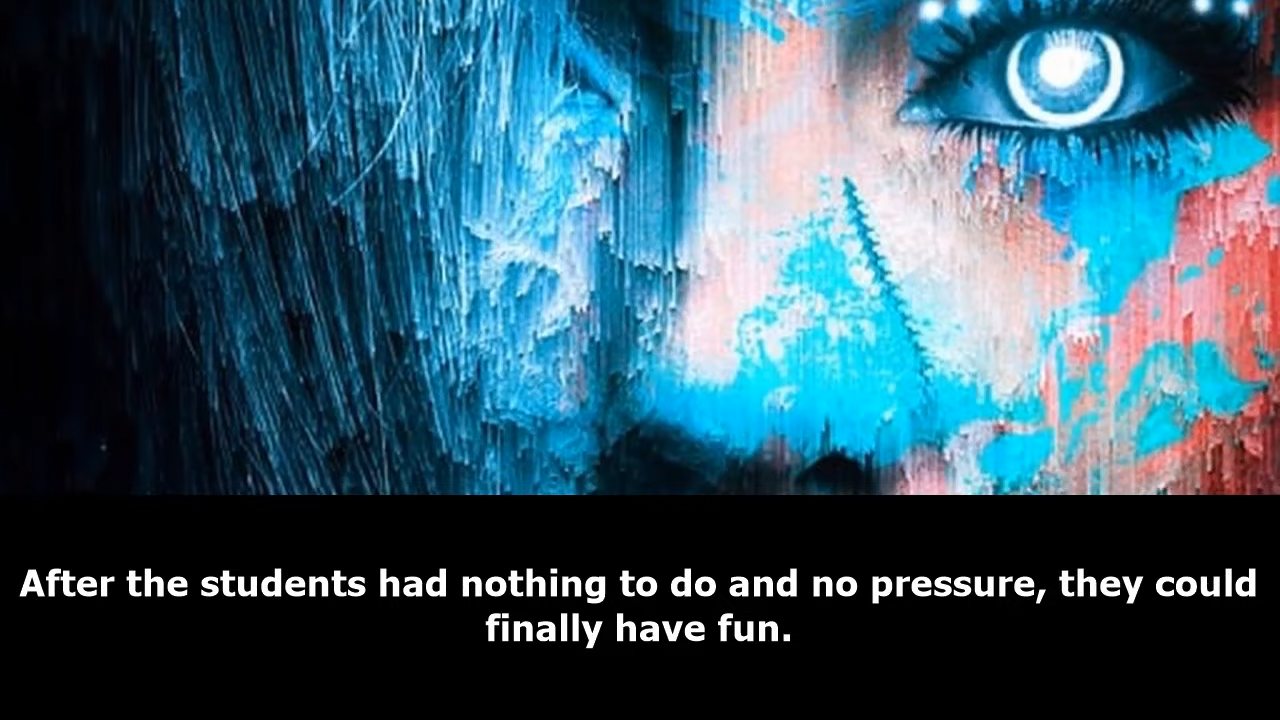 After the students had nothing to do and no pressure, they could
finally have fun.